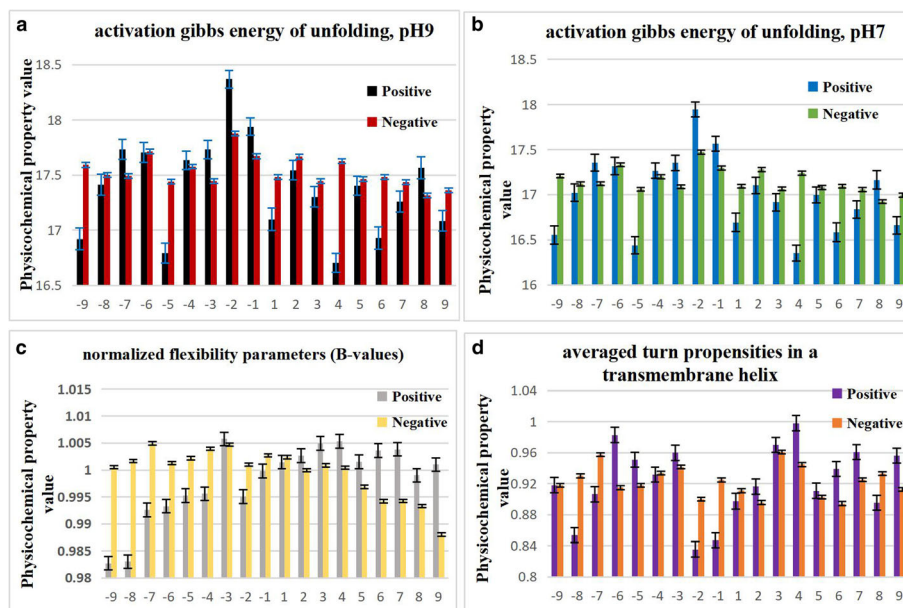 a
activation gibbs energy of unfolding, pH9
Physicochemical property value
18.5
18
17.5
17
16.5
Positive
Negative
-9 -8 -7 -6 -5 -4 -3 -2 -1 1 2 3 4 5 6 7 8 9
b
activation gibbs energy of unfolding, pH7
Physicochemical property
value
18.5
18
17.5
17
16.5
16
Positive
Negative
-9 -8 -7 -6 -5 -4 -3 -2 -1 1 2 3 4 5 6 7 8 9
c
normalized flexibility parameters (B-values)
Physicochemical property
value
1.015
1.01
1.005
1
0.995
0.99
0.985
0.98
Positive
Negative
-9 -8 -7 -6 -5 -4 -3 -2 -1 1 2 3 4 5 6 7 8 9
d
averaged turn propensities in a
transmembrane helix
Physicochemical property
value
1.04
1
0.96
0.92
0.88
0.84
0.8
Positive
Negative
-9 -8 -7 -6 -5 -4 -3 -2 -1 1 2 3 4 5 6 7 8 9